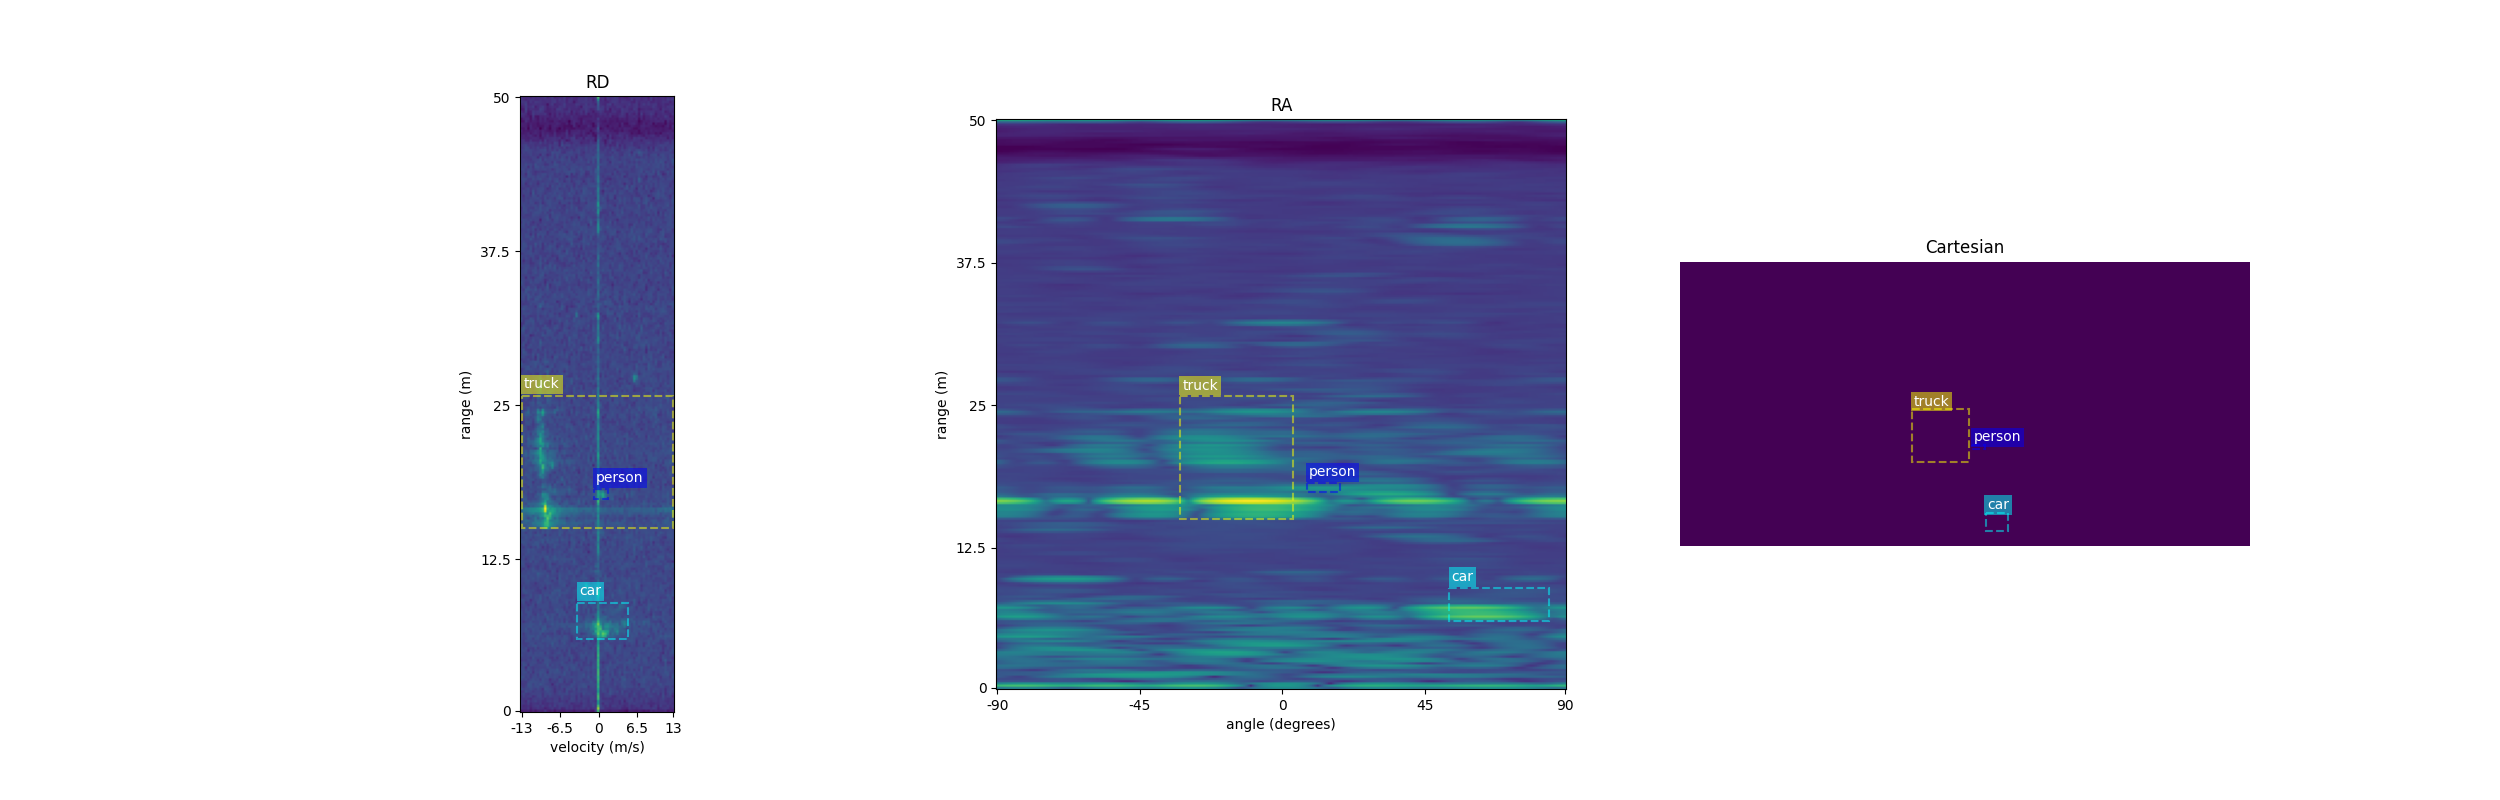 RD
50
37.5
25
12.5
0
range (m)
truck
person
car
-13
-6.5
0
6.5
13
velocity (m/s)
RA
50
37.5
25
12.5
0
range (m)
truck
person
car
-90
-45
0
45
90
angle (degrees)
Cartesian
truck
person
car